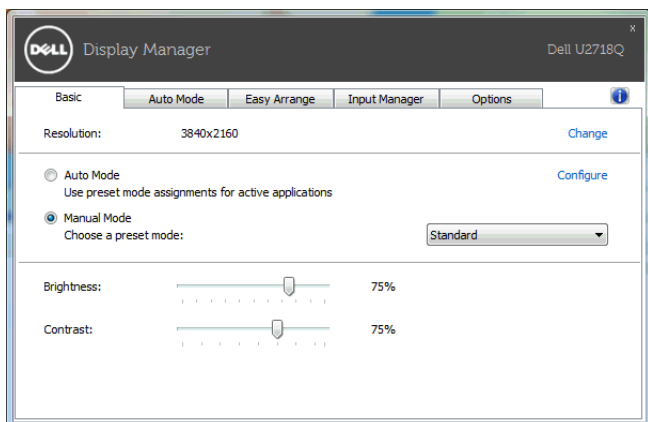 x
DELL Display Manager Dell U2718Q
Basic Auto Mode Easy Arrange Input Manager Options i
Resolution: 3840x2160 Change
Auto Mode Configure
Use preset mode assignments for active applications
Manual Mode
Choose a preset mode: Standard
Brightness: 75%
Contrast: 75%